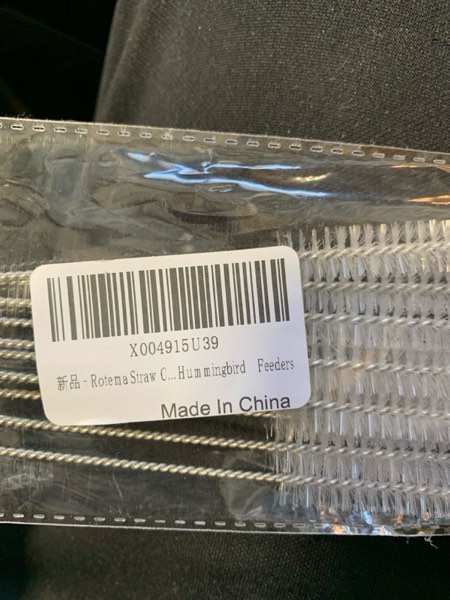 X004915U39
新品 - Rotema Straw C...Hummingbird Feeders
Made In China